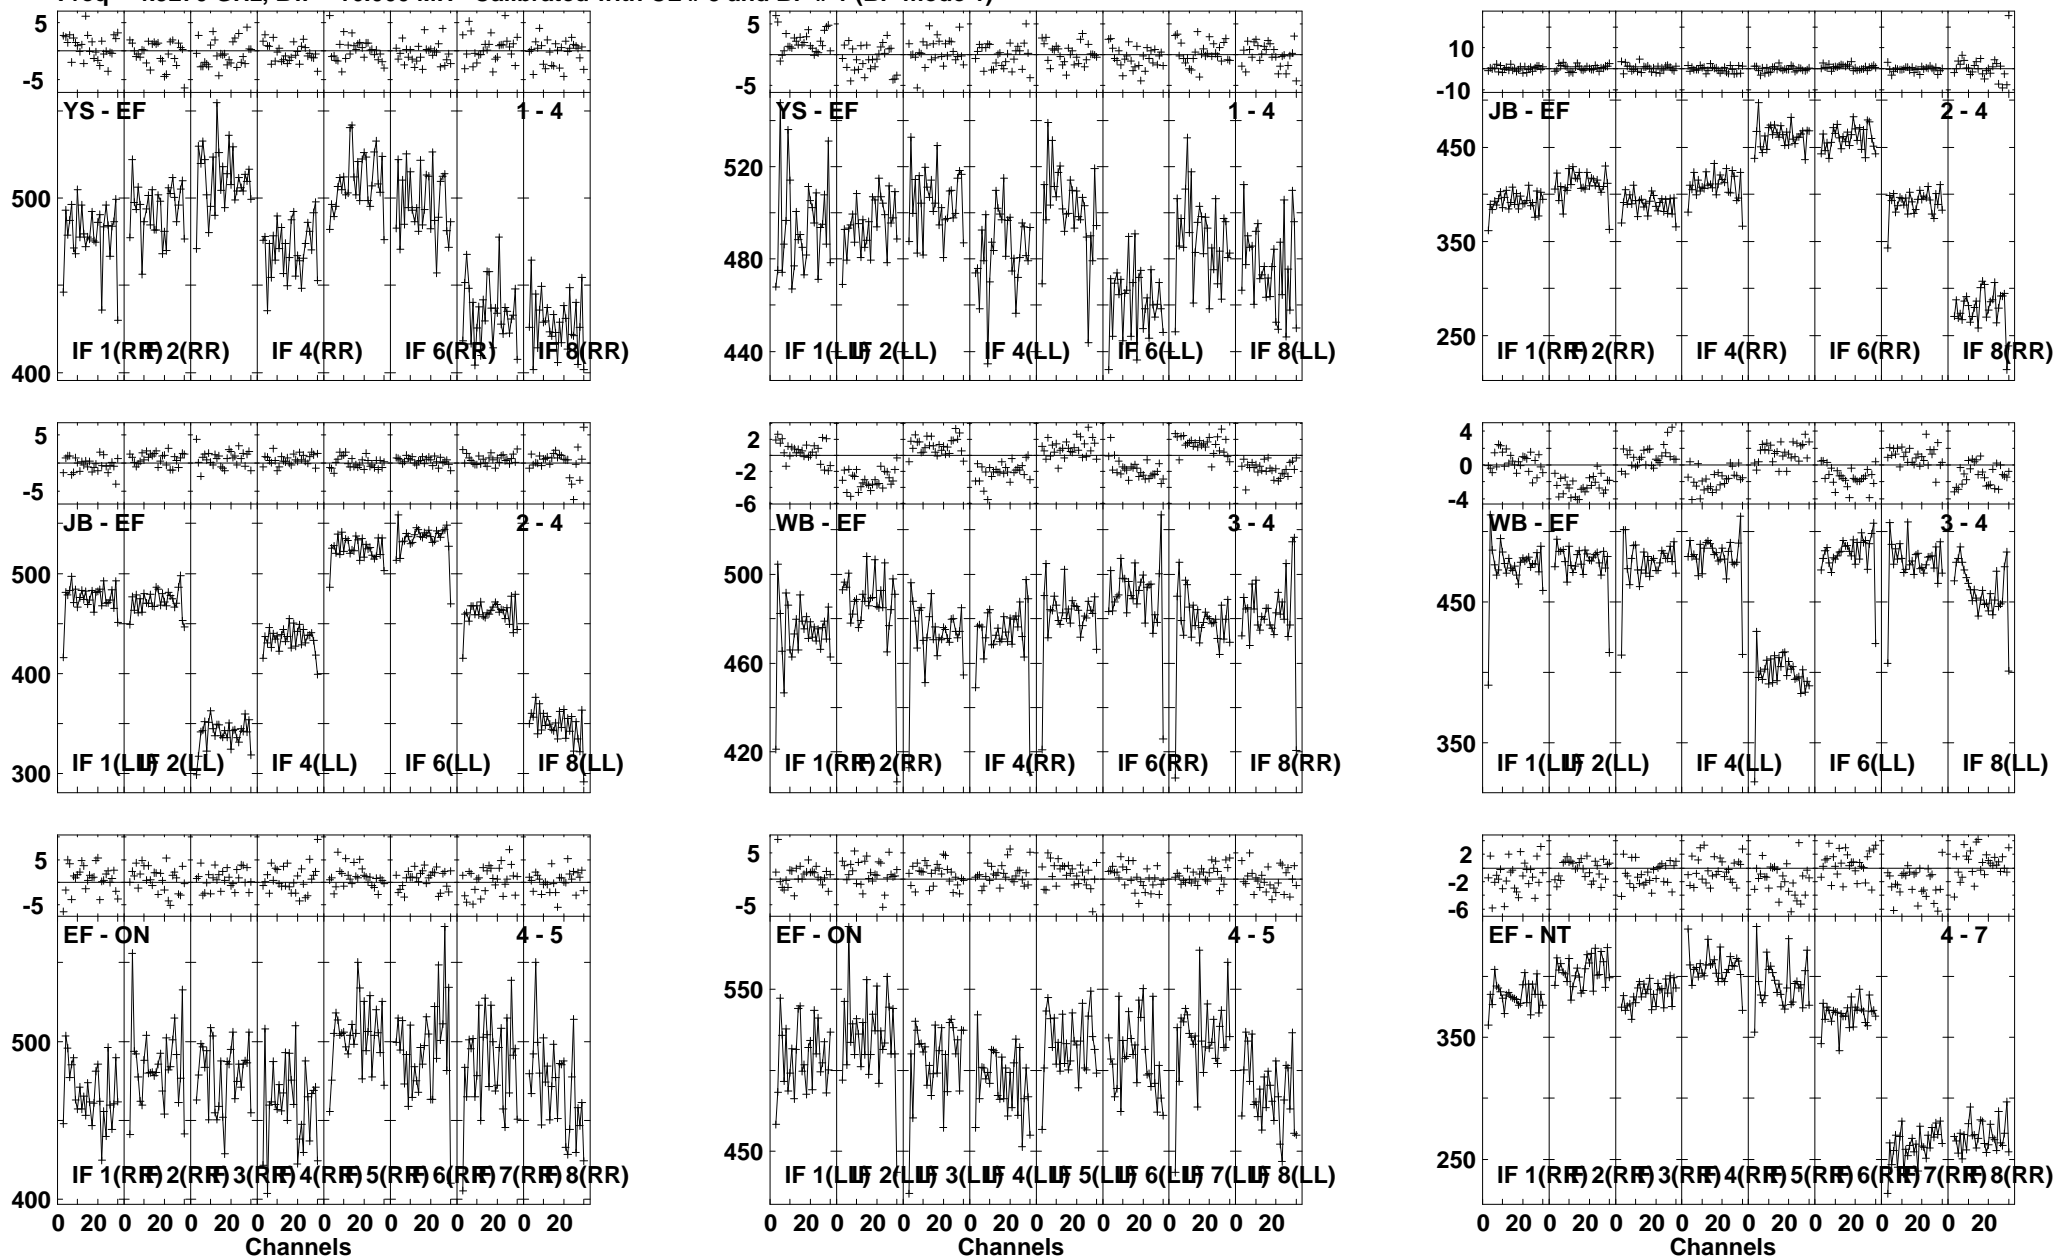 5
-5
YS - EF
1 - 4
500
400
IF 1(RR)
IF 2(RR)
IF 4(RR)
IF 6(RR)
IF 8(RR)
5
-5
YS - EF
1 - 4
520
480
440
IF 1(LL)
IF 2(LL)
IF 4(LL)
IF 6(LL)
IF 8(LL)
10
-10
JB - EF
2 - 4
450
350
250
IF 1(RR)
IF 2(RR)
IF 4(RR)
IF 6(RR)
IF 8(RR)
5
-5
JB - EF
2 - 4
500
400
300
IF 1(LL)
IF 2(LL)
IF 4(LL)
IF 6(LL)
IF 8(LL)
2
-2
-6
WB - EF
3 - 4
500
460
420
IF 1(RR)
IF 2(RR)
IF 4(RR)
IF 6(RR)
IF 8(RR)
4
0
-4
WB - EF
3 - 4
450
350
IF 1(LL)
IF 2(LL)
IF 4(LL)
IF 6(LL)
IF 8(LL)
5
-5
EF - ON
4 - 5
500
400
IF 1(RR)
IF 2(RR)
IF 3(RR)
IF 4(RR)
IF 5(RR)
IF 6(RR)
IF 7(RR)
IF 8(RR)
0 20 0 20 0 20 0 20 0 20 0 20 0 20 0 20
Channels
5
-5
EF - ON
4 - 5
550
450
IF 1(LL)
IF 2(LL)
IF 3(LL)
IF 4(LL)
IF 5(LL)
IF 6(LL)
IF 7(LL)
IF 8(LL)
0 20 0 20 0 20 0 20 0 20 0 20 0 20 0 20
Channels
2
-2
-6
EF - NT
4 - 7
350
250
IF 1(RR)
IF 2(RR)
IF 3(RR)
IF 4(RR)
IF 5(RR)
IF 6(RR)
IF 7(RR)
IF 8(RR)
0 20 0 20 0 20 0 20 0 20 0 20 0 20 0 20
Channels